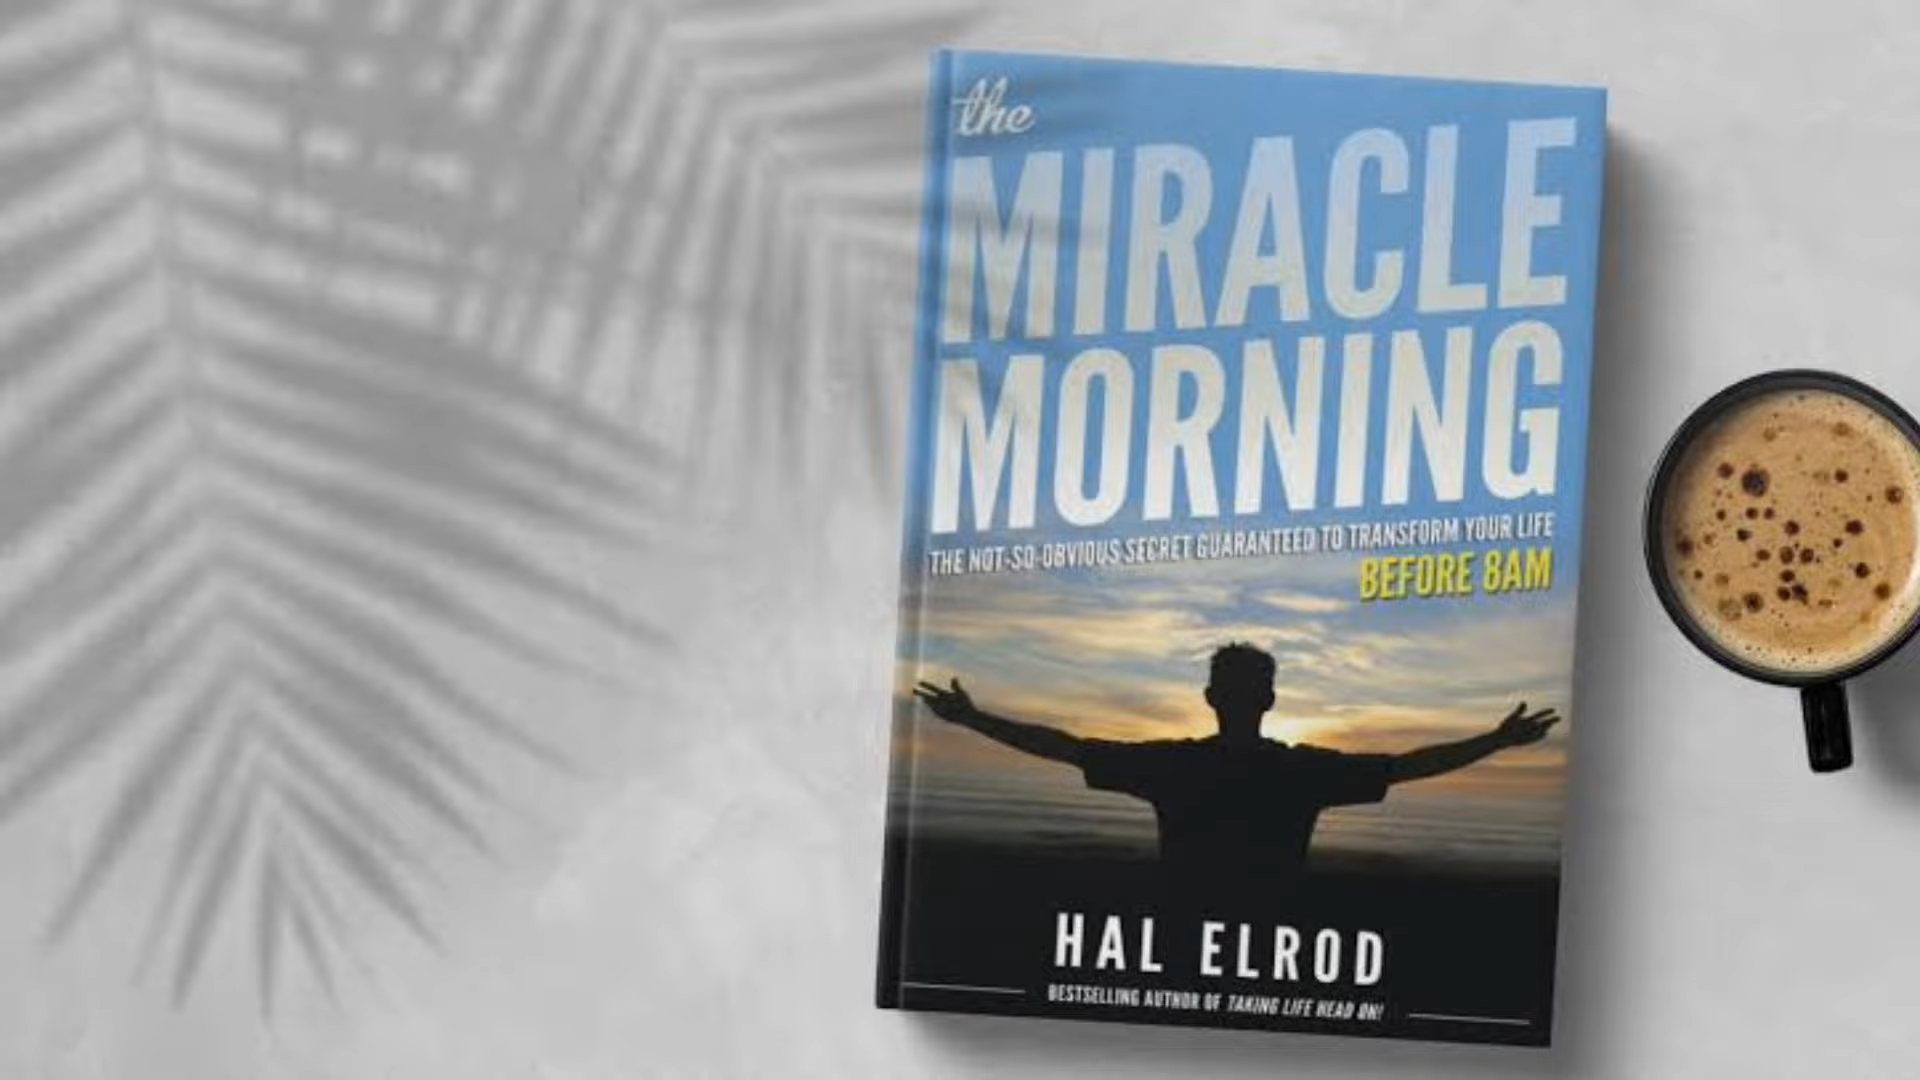 the
MIRACLE
MORNING
THE NOT-SO-OBVIOUS SECRET GUARANTEED TO TRANSFORM YOUR LIFE
BEFORE 8AM
HAL ELROD
BESTSELLING AUTHOR OF TAKING LIFE HEAD ON!